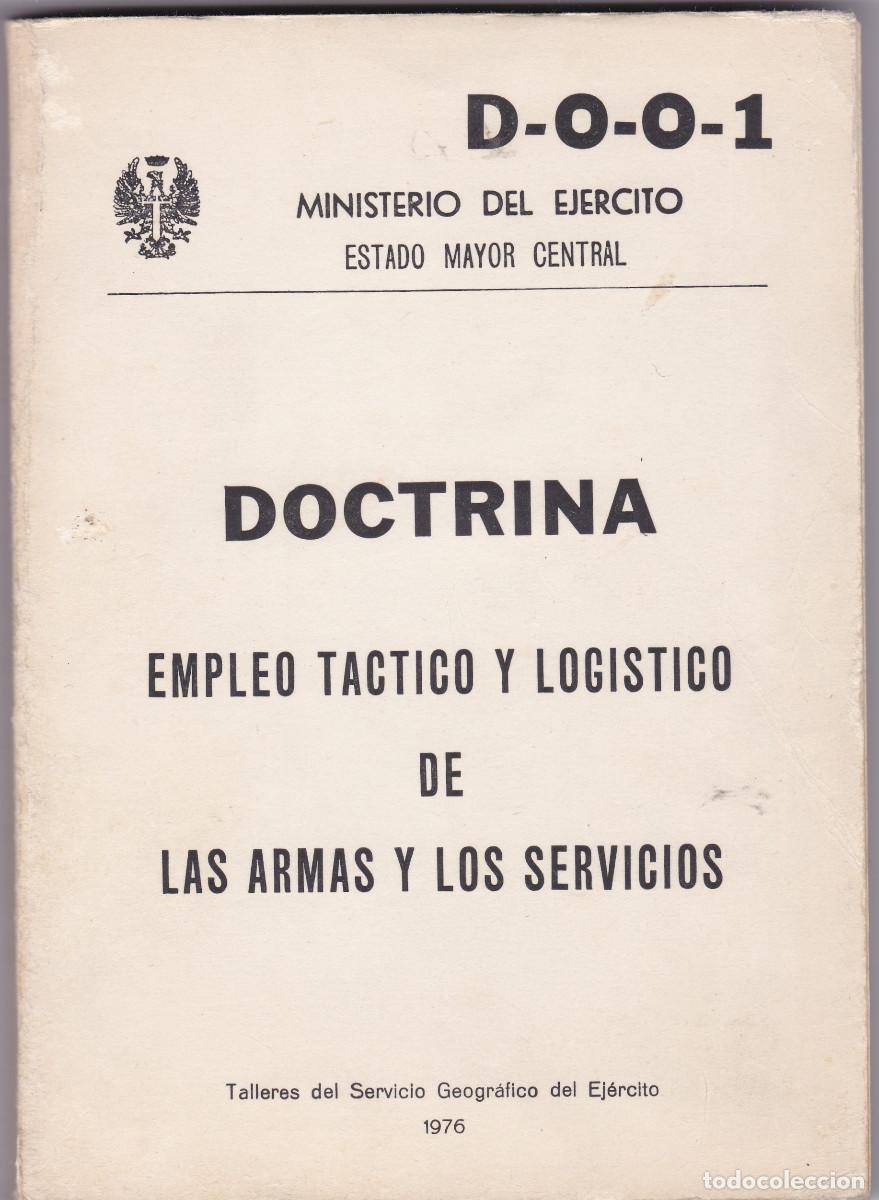 D-O-O-1
MINISTERIO DEL EJERCITO
ESTADO MAYOR CENTRAL
DOCTRINA
EMPLEO TACTICO Y LOGISTICO
DE
LAS ARMAS Y LOS SERVICIOS
Talleres del Servicio Geográfico del Ejército
1976
todocoleccion